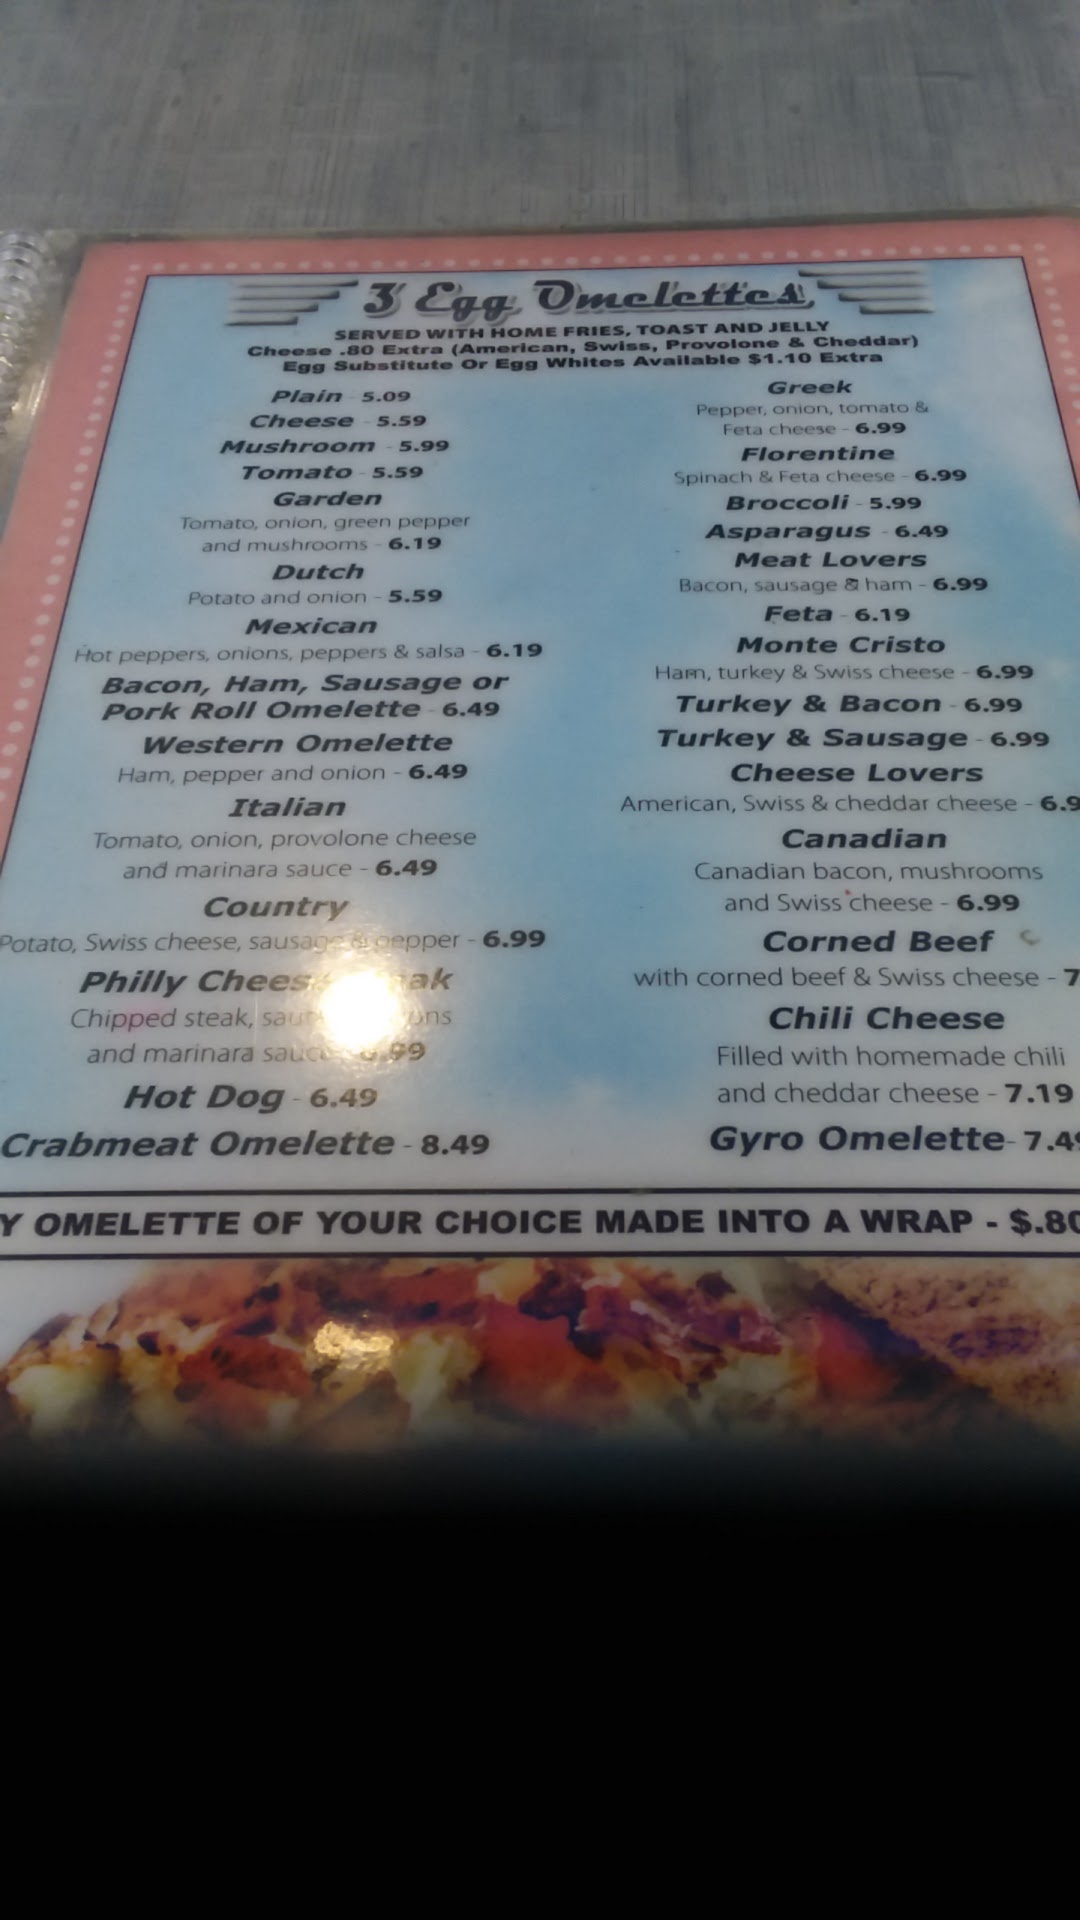 3 Egg Omelettes
SERVED WITH HOME FRIES, TOAST AND JELLY
Cheese .80 Extra (American, Swiss, Provolone & Cheddar)
Egg Substitute Or Egg Whites Available $1.10 Extra
Plain - 5.09
Cheese - 5.59
Mushroom - 5.99
Tomato - 5.59
Garden
Tomato, onion, green pepper
and mushrooms - 6.19
Dutch
Potato and onion - 5.59
Mexican
Hot peppers, onions, peppers & salsa - 6.19
Bacon, Ham, Sausage or
Pork Roll Omelette - 6.49
Western Omelette
Ham, pepper and onion - 6.49
Italian
Tomato, onion, provolone cheese
and marinara sauce - 6.49
Country
Potato, Swiss cheese, sausage & pepper - 6.99
Philly
Chipped steak,
and marinara
Hot Dog - 6.49
Crabmeat Omelette - 8.49
Greek
Pepper, onion, tomato &
Feta cheese - 6.99
Florentine
Spinach & Feta cheese - 6.99
Broccoli - 5.99
Asparagus - 6.49
Meat Lovers
Bacon, sausage & ham - 6.99
Feta - 6.19
Monte Cristo
Ham, turkey & Swiss cheese - 6.99
Turkey & Bacon - 6.99
Turkey & Sausage - 6.99
Cheese Lovers
American, Swiss & cheddar cheese -
Canadian
Canadian bacon, mushrooms
and Swiss cheese - 6.99
Corned Beef
with corned beef & Swiss cheese -
Chili Cheese
Filled with homemade chili
and cheddar cheese - 7.19
Gyro Omelette-
OMELETTE OF YOUR CHOICE MADE INTO A WRAP - $.80